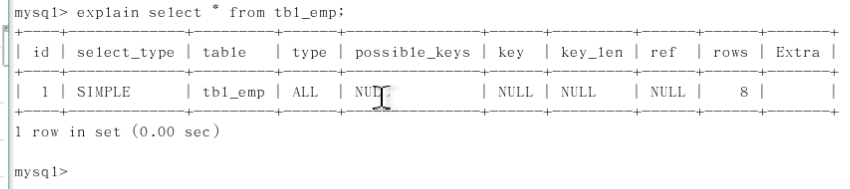 mysql> explain select * from tbl_emp;
+----+-------------+---------+------+---------------+------+---------+------+------+-------+
| id | select_type | table | type | possible_keys | key | key_len | ref | rows | Extra |
+----+-------------+---------+------+---------------+------+---------+------+------+-------+
| 1 | SIMPLE | tbl_emp | ALL | NULL | NULL | NULL | NULL | 8 | |
+----+-------------+---------+------+---------------+------+---------+------+------+-------+
1 row in set (0.00 sec)
mysql>